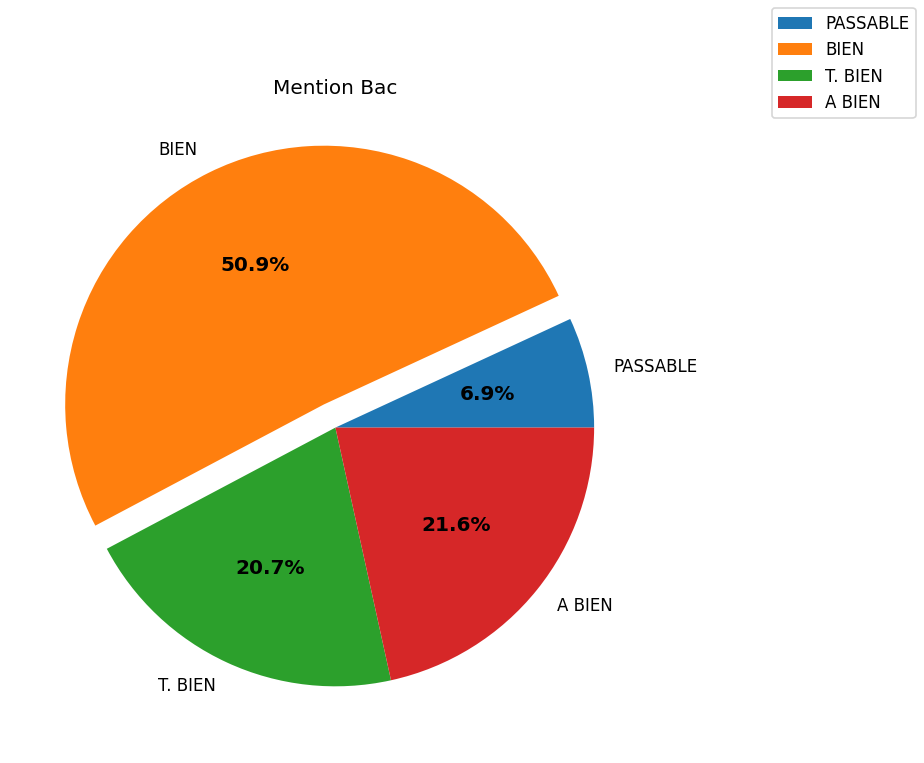 PASSABLE
BIEN
T. BIEN
A BIEN
Mention Bac
BIEN
50.9%
PASSABLE
6.9%
21.6%
20.7%
A BIEN
T. BIEN